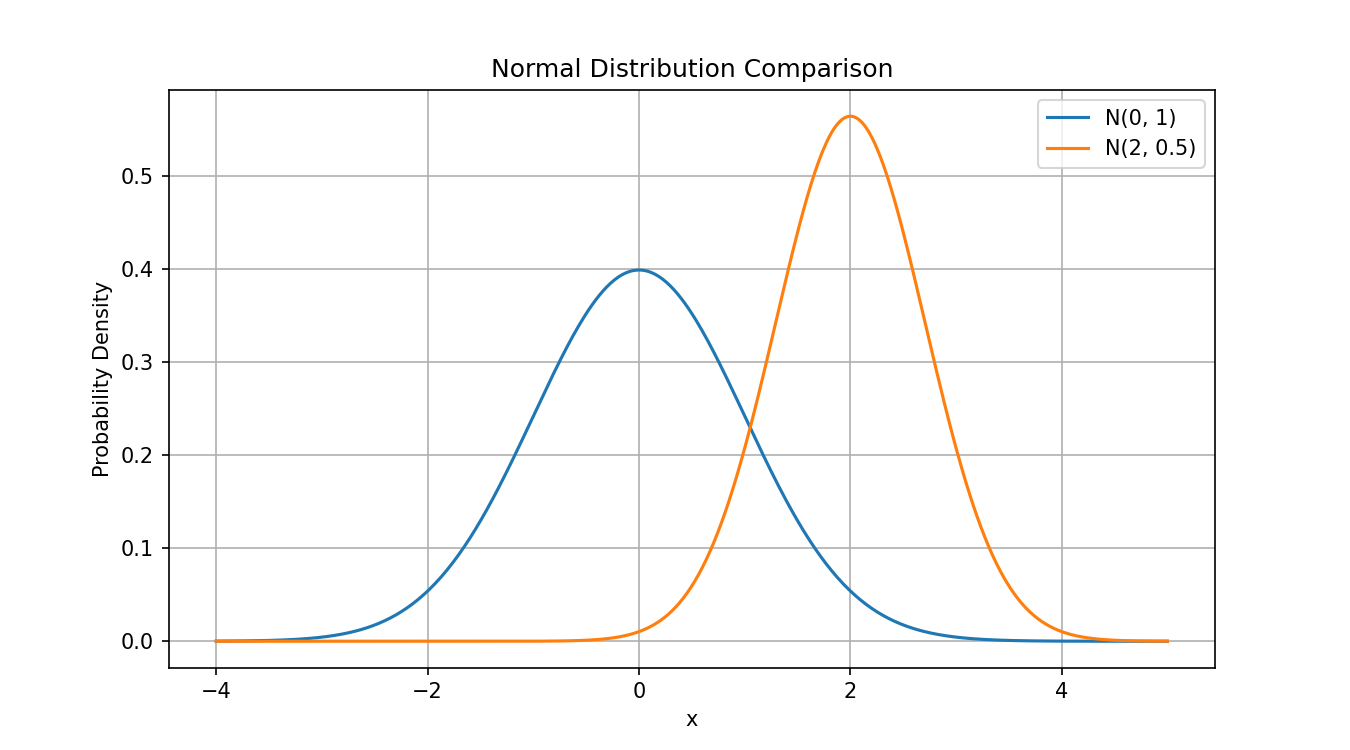 Normal Distribution Comparison
N(0, 1)
N(2, 0.5)
Probability Density
0.5
0.4
0.3
0.2
0.1
0.0
−4
−2
0
2
4
x